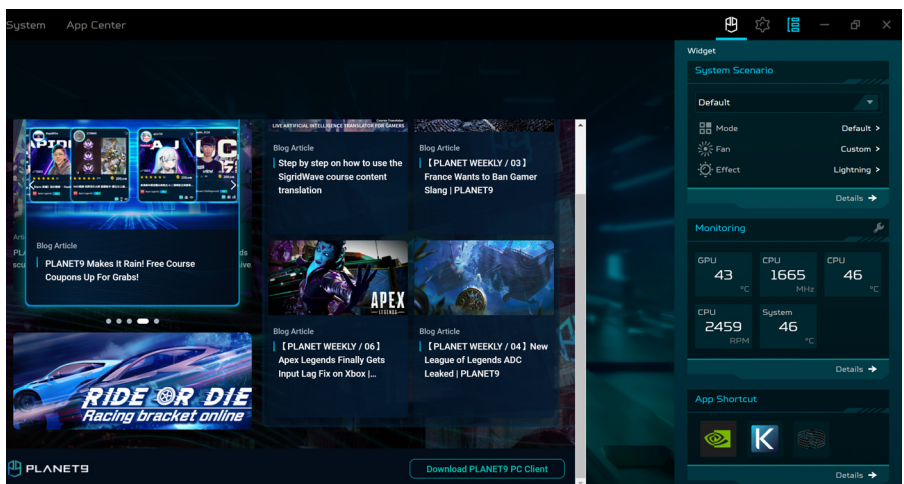 System
App Center
Widget
System Scenario
Default
Mode
Default >
Fan
Custom >
Effect
Lightning >
Details
Monitoring
GPU
43
°C
CPU
1665
MHz
CPU
46
°C
CPU
2459
RPM
System
46
°C
Details
App Shortcut
Details
Blog Article
PLANET9 Makes It Rain! Free Course
Coupons Up For Grabs!
RIDE OR DIE
Racing bracket online
LIVE ARTIFICIAL INTELLIGENCE TRANSLATOR FOR GAMERS
Blog Article
Step by step on how to use the
SigridWave course content
translation
Blog Article
【PLANET WEEKLY / 03】
France Wants to Ban Gamer
Slang | PLANET9
APEX
LEGENDS
Blog Article
【PLANET WEEKLY / 06】
Apex Legends Finally Gets
Input Lag Fix on Xbox |...
Blog Article
【PLANET WEEKLY / 04】New
League of Legends ADC
Leaked | PLANET9
PLANET9
Download PLANET9 PC Client